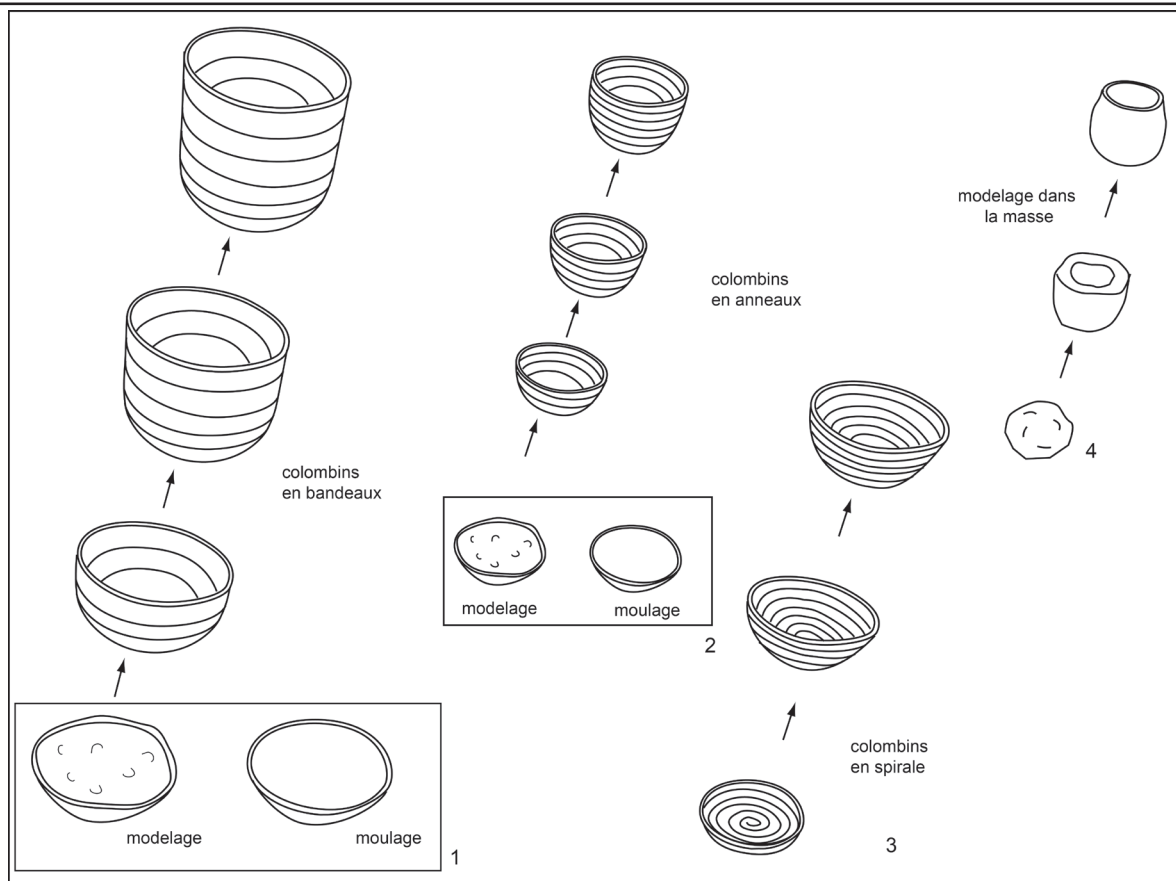 colombins
en bandeaux
modelage
moulage
1
colombins
en anneaux
modelage
moulage
2
colombins
en spirale
3
modelage dans
la masse
4